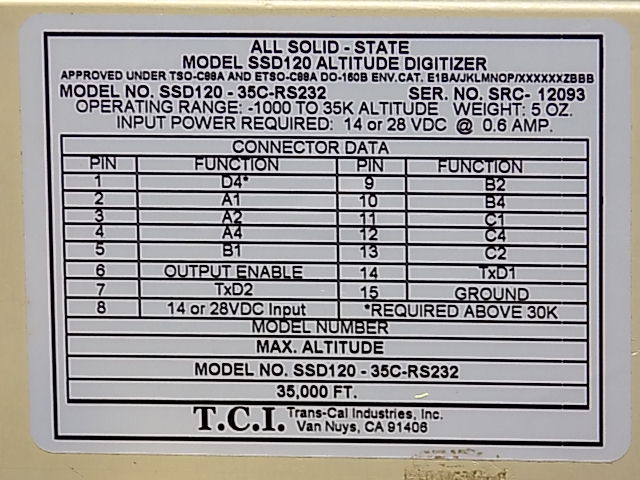 ALL SOLID - STATE
MODEL SSD120 ALTITUDE DIGITIZER
APPROVED UNDER TSO-C88A AND ETSO-C88A DO-160B ENV.CAT. E1BA/JKLMNOP/XXXXXXZBBB
MODEL NO. SSD120 - 35C-RS232 SER. NO. SRC- 12093
OPERATING RANGE: -1000 TO 35K ALTITUDE WEIGHT: 5 OZ.
INPUT POWER REQUIRED: 14 or 28 VDC @ 0.6 AMP.
CONNECTOR DATA
PIN FUNCTION PIN FUNCTION
1 D4* 9 B2
2 A1 10 B4
3 A2 11 C1
4 A4 12 C4
5 B1 13 C2
6 OUTPUT ENABLE 14 TxD1
7 TxD2 15 GROUND
8 14 or 28VDC Input *REQUIRED ABOVE 30K
MODEL NUMBER
MAX. ALTITUDE
MODEL NO. SSD120 - 35C-RS232
35,000 FT.
T.C.I. Trans-Cal Industries, Inc.
Van Nuys, CA 91406